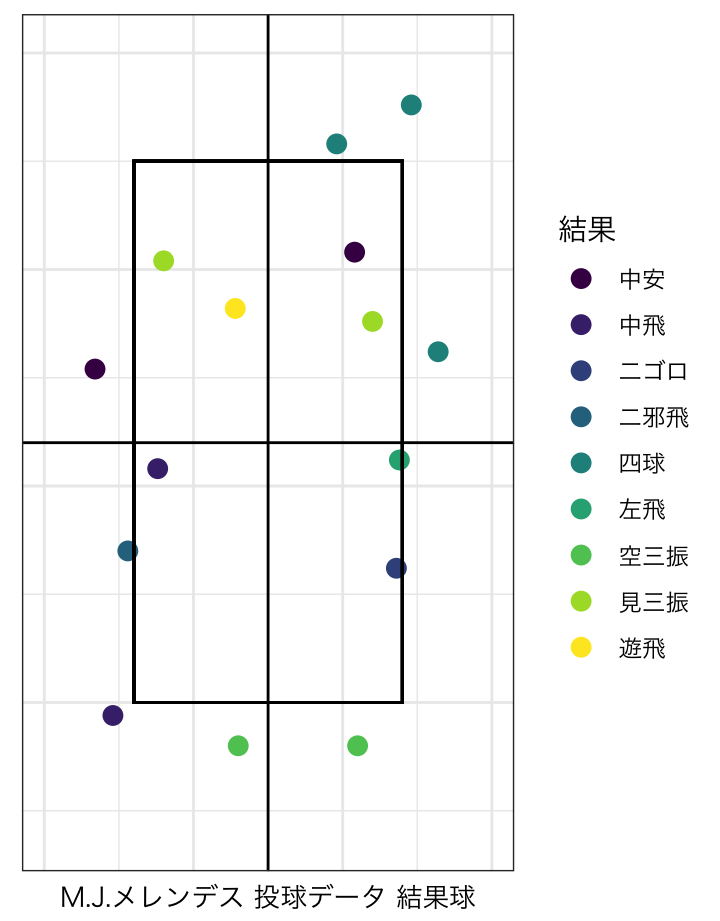 結果
中安
中飛
二ゴロ
二邪飛
四球
左飛
空三振
見三振
遊飛
M.J.メレンデス 投球データ 結果球